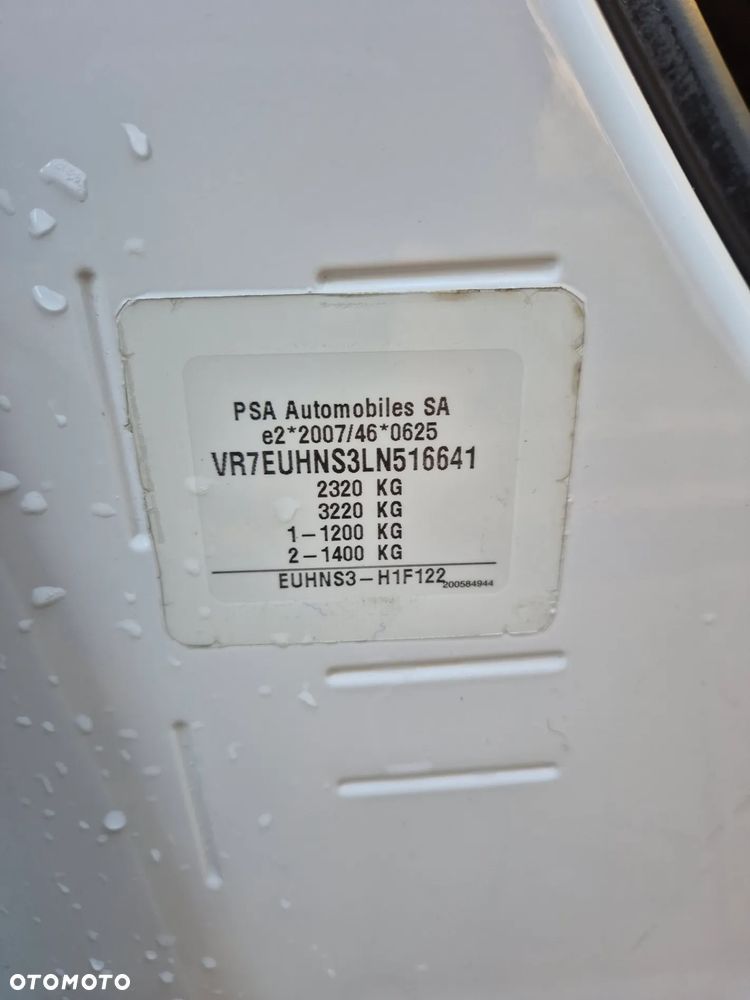 PSA Automobiles SA
e2*2007/46*0625
VR7EUHNS3LN516641
2320 KG
3220 KG
1-1200 KG
2-1400 KG
EUHNS3-H1F122
200584944
OTOMOTO